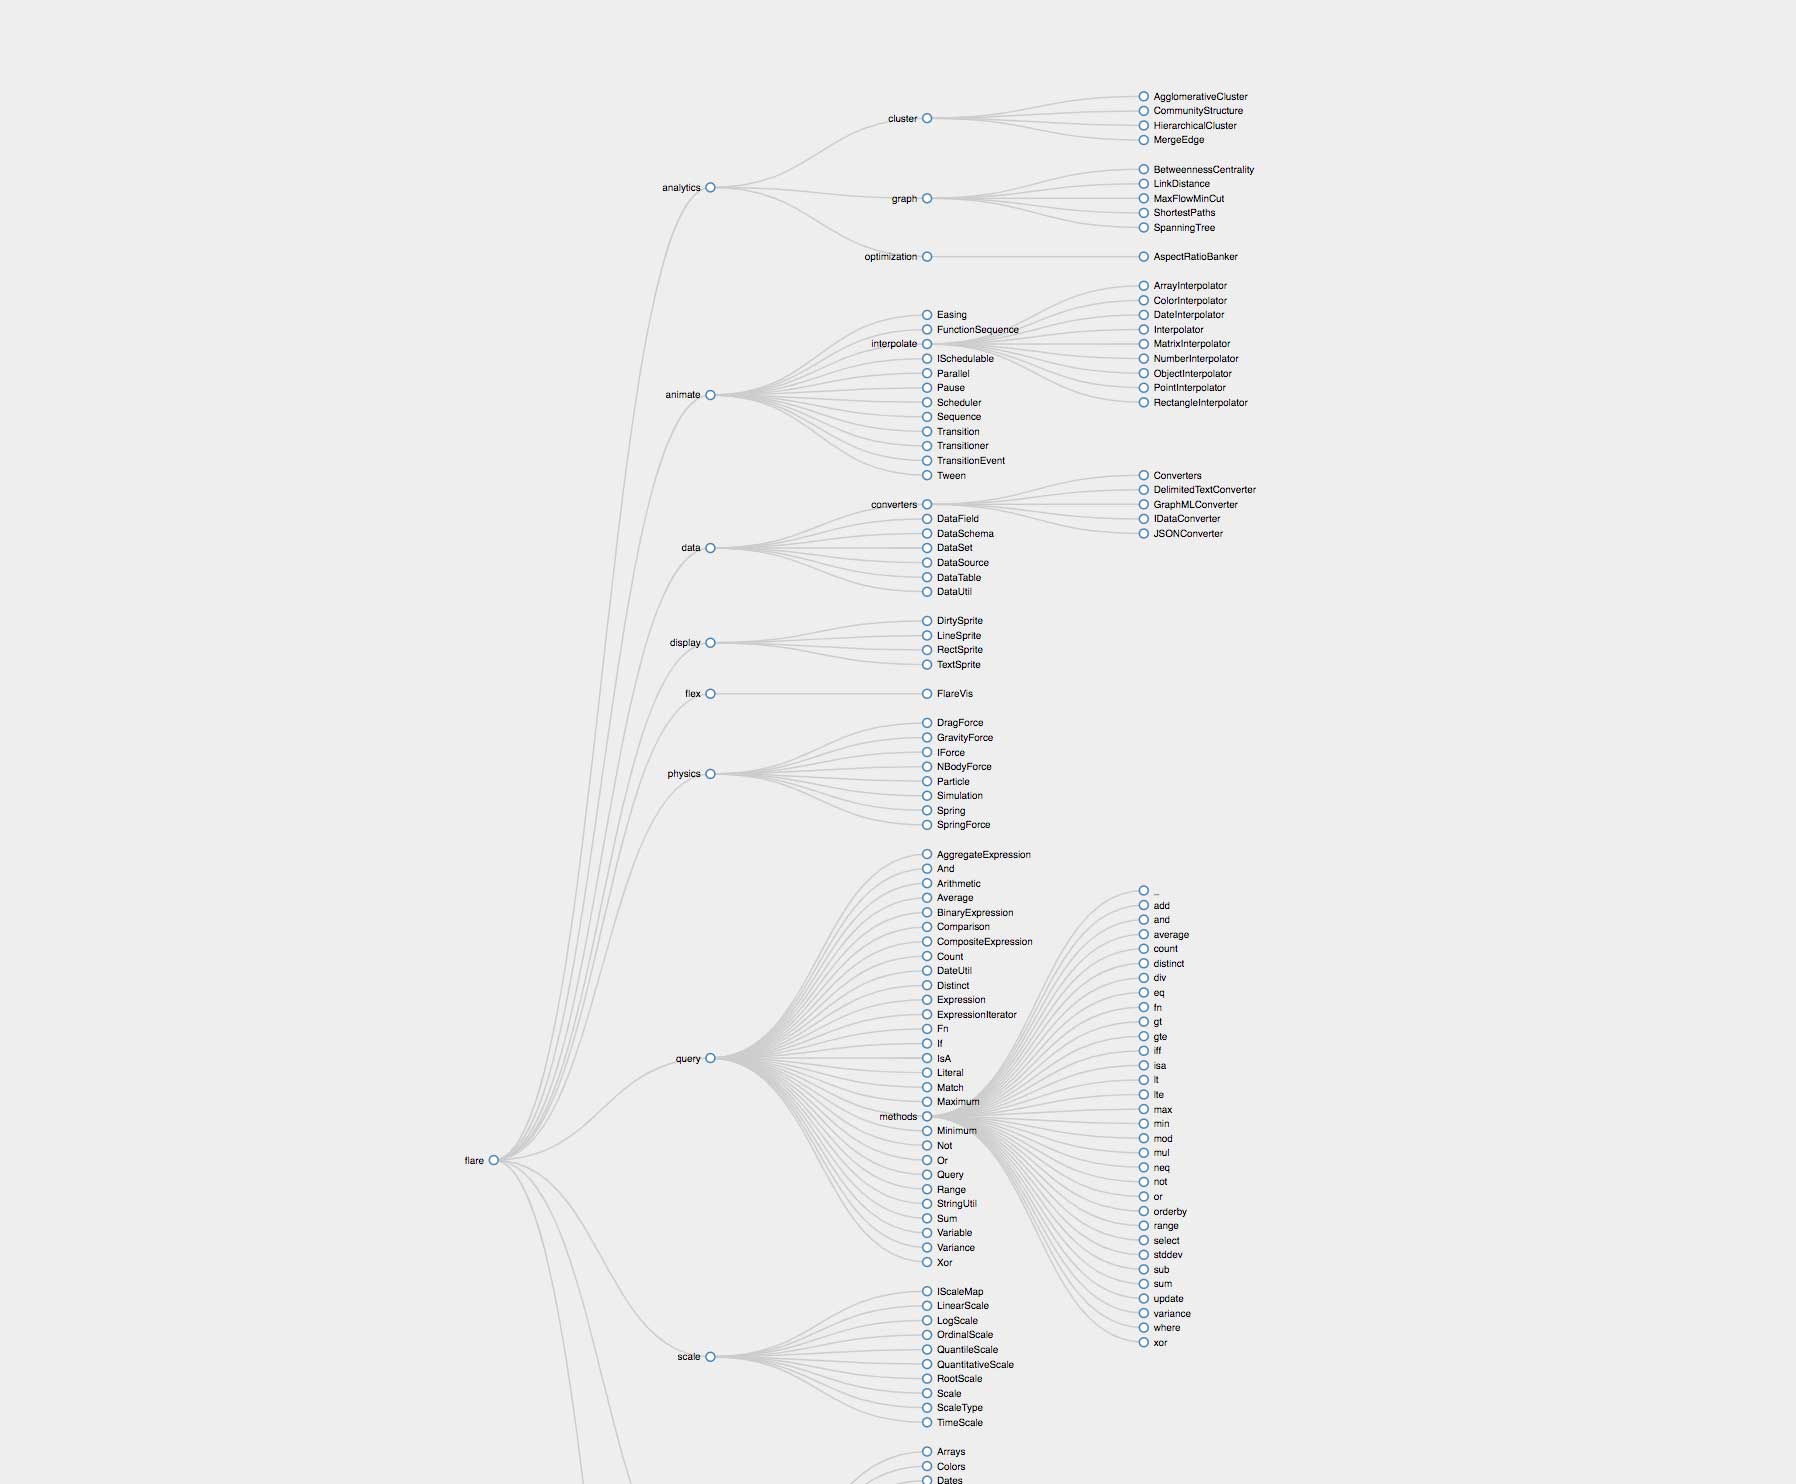 AgglomerativeCluster
CommunityStructure
cluster
HierarchicalCluster
MergeEdge
BetweennessCentrality
LinkDistance
analytics
graph
MaxFlowMinCut
ShortestPaths
SpanningTree
optimization
AspectRatioBanker
ArrayInterpolator
ColorInterpolator
Easing
DateInterpolator
FunctionSequence
Interpolator
interpolate
MatrixInterpolator
ISchedulable
NumberInterpolator
Parallel
ObjectInterpolator
Pause
PointInterpolator
animate
Scheduler
RectangleInterpolator
Sequence
Transition
Transitioner
TransitionEvent
Tween
Converters
DelimitedTextConverter
converters
GraphMLConverter
DataField
IDataConverter
DataSchema
JSONConverter
data
DataSet
DataSource
DataTable
DataUtil
DirtySprite
LineSprite
display
RectSprite
TextSprite
flex
FlareVis
DragForce
GravityForce
IForce
NBodyForce
physics
Particle
Simulation
Spring
SpringForce
AggregateExpression
And
Arithmetic
_
Average
add
BinaryExpression
and
Comparison
average
CompositeExpression
count
Count
distinct
DateUtil
div
Distinct
eq
Expression
fn
ExpressionIterator
gt
Fn
gte
If
iff
query
IsA
isa
Literal
lt
Match
lte
Maximum
max
methods
min
Minimum
mod
Not
mul
flare
Or
neq
Query
not
Range
or
StringUtil
orderby
Sum
range
Variable
select
Variance
stddev
Xor
sub
sum
IScaleMap
update
LinearScale
variance
LogScale
where
OrdinalScale
xor
QuantileScale
scale
QuantitativeScale
RootScale
Scale
ScaleType
TimeScale
Arrays
Colors
Dates